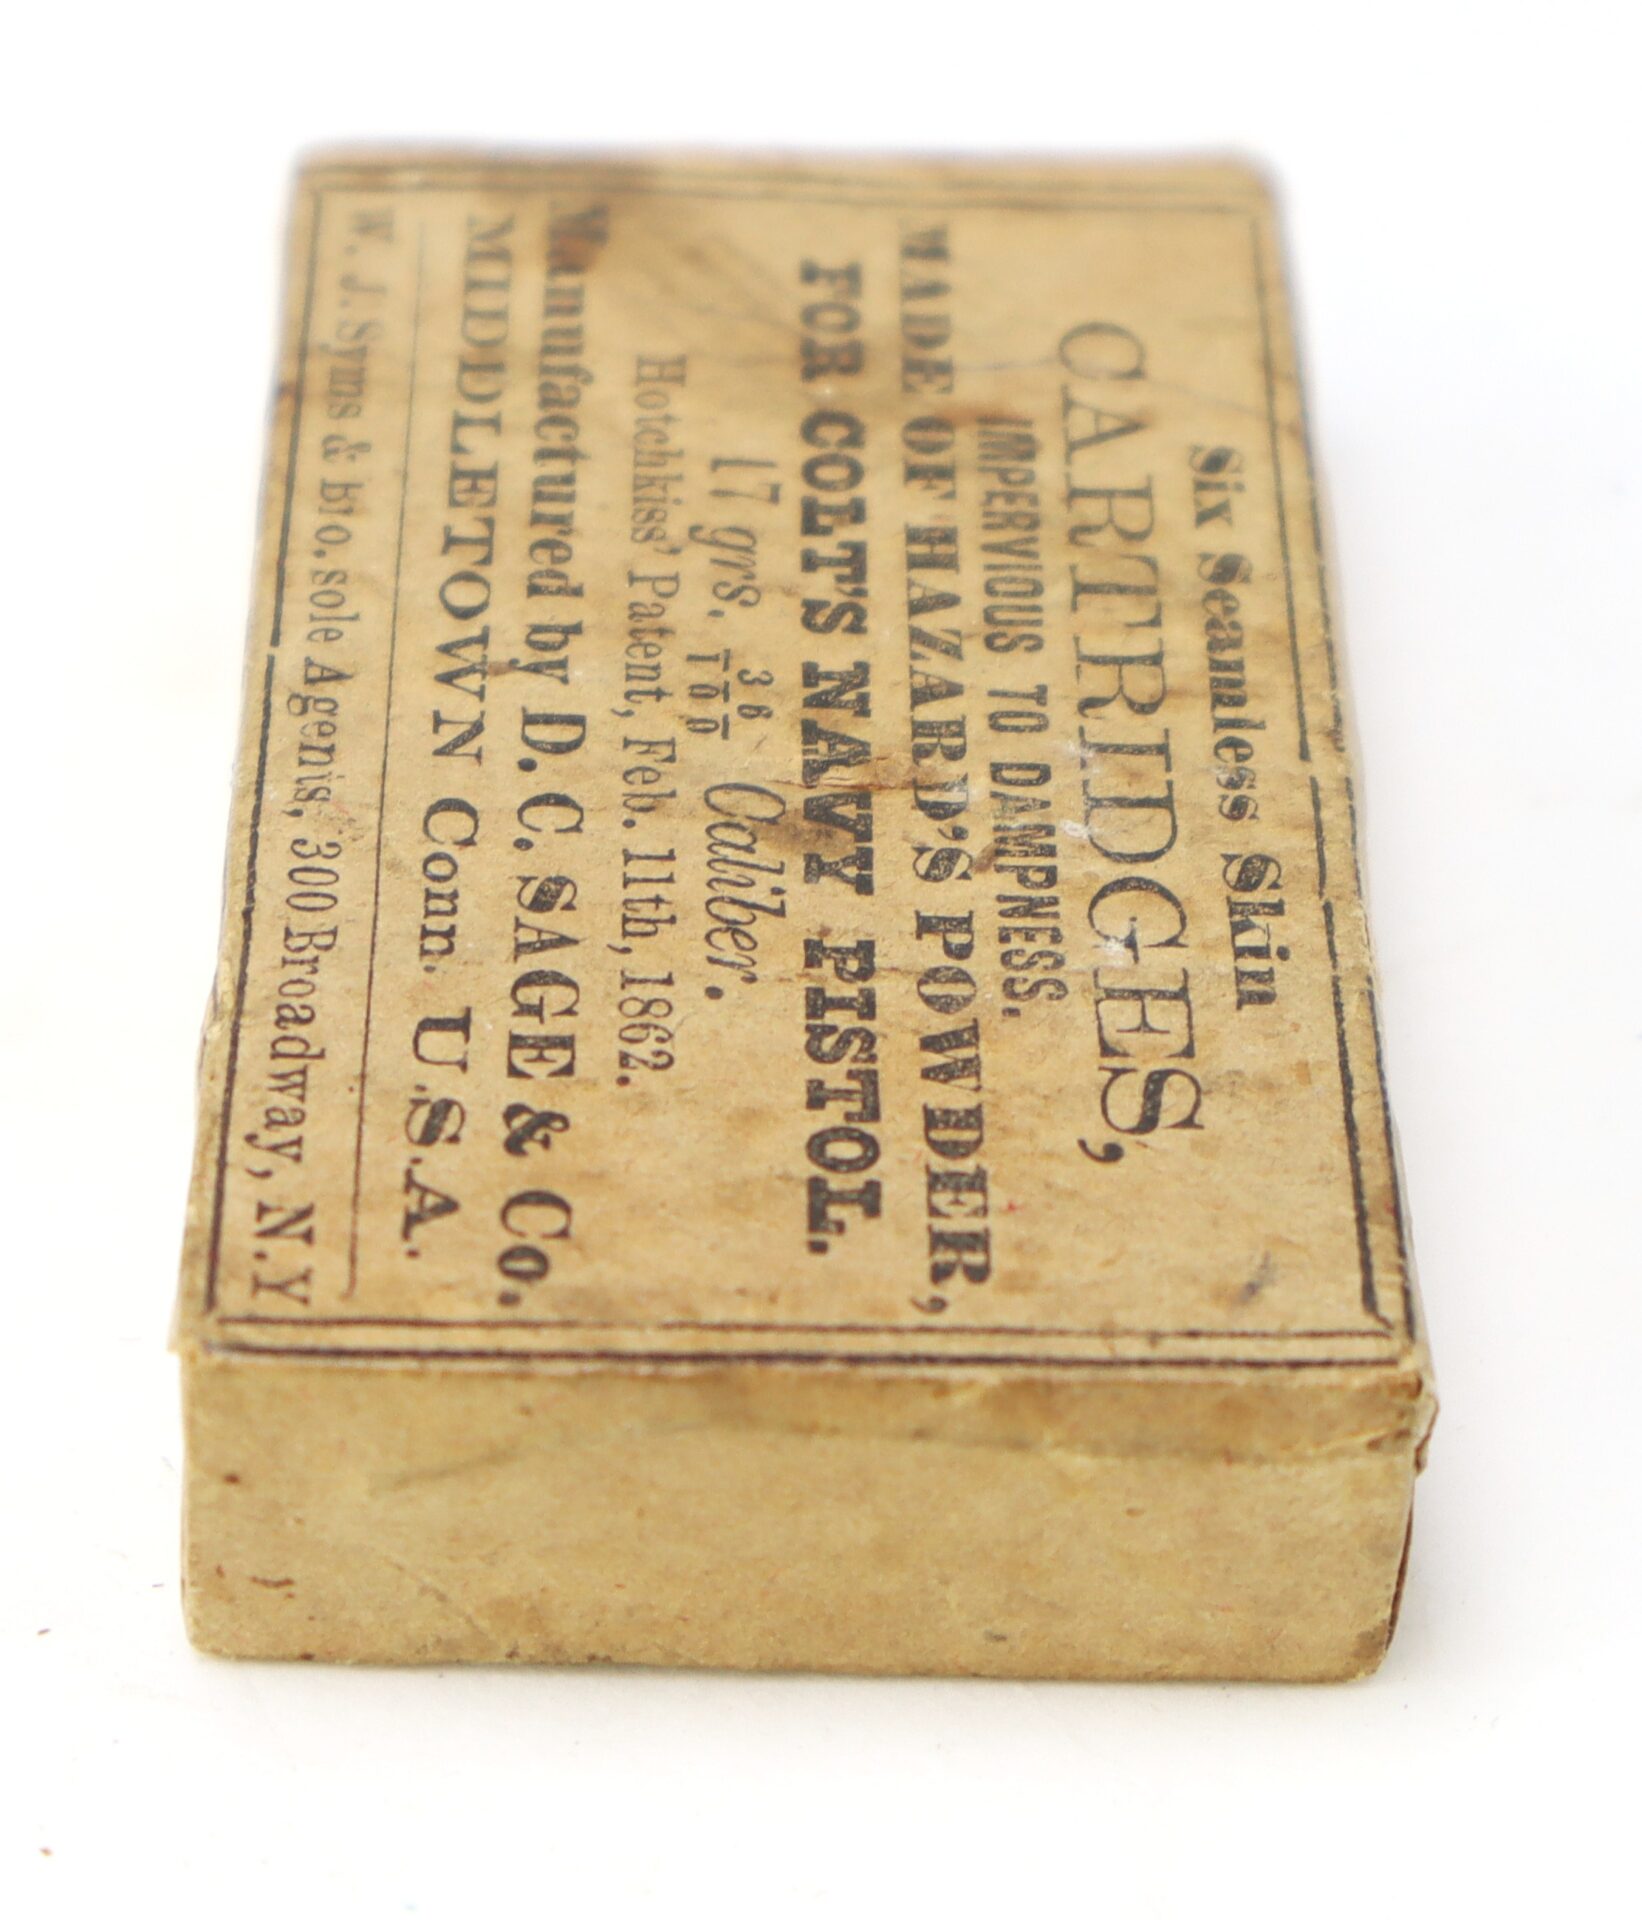 Six Seamless Skin
CARTRIDGES,
IMPERVIOUS TO DAMPNESS.
MADE OF HAZARD'S POWDER,
FOR COLT'S NAVY PISTOL.
17 grs. 36/100 Caliber.
Hotchkiss' Patent, Feb. 11th, 1862.
Manufactured by D. C. SAGE & Co.
MIDDLETOWN Conn. U.S.A.
W. J. Syms & Bro. sole Agents, 300 Broadway, N.Y